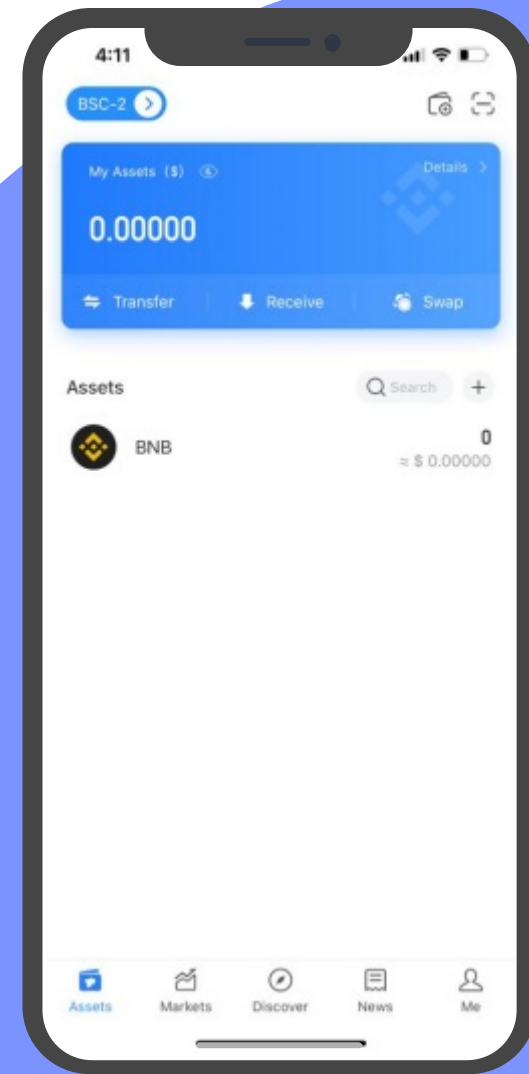 4:11
BSC-2
My Assets ($)
Details
0.00000
Transfer
Receive
Swap
Assets
Search
BNB
0
≈ $ 0.00000
Assets
Markets
Discover
News
Me